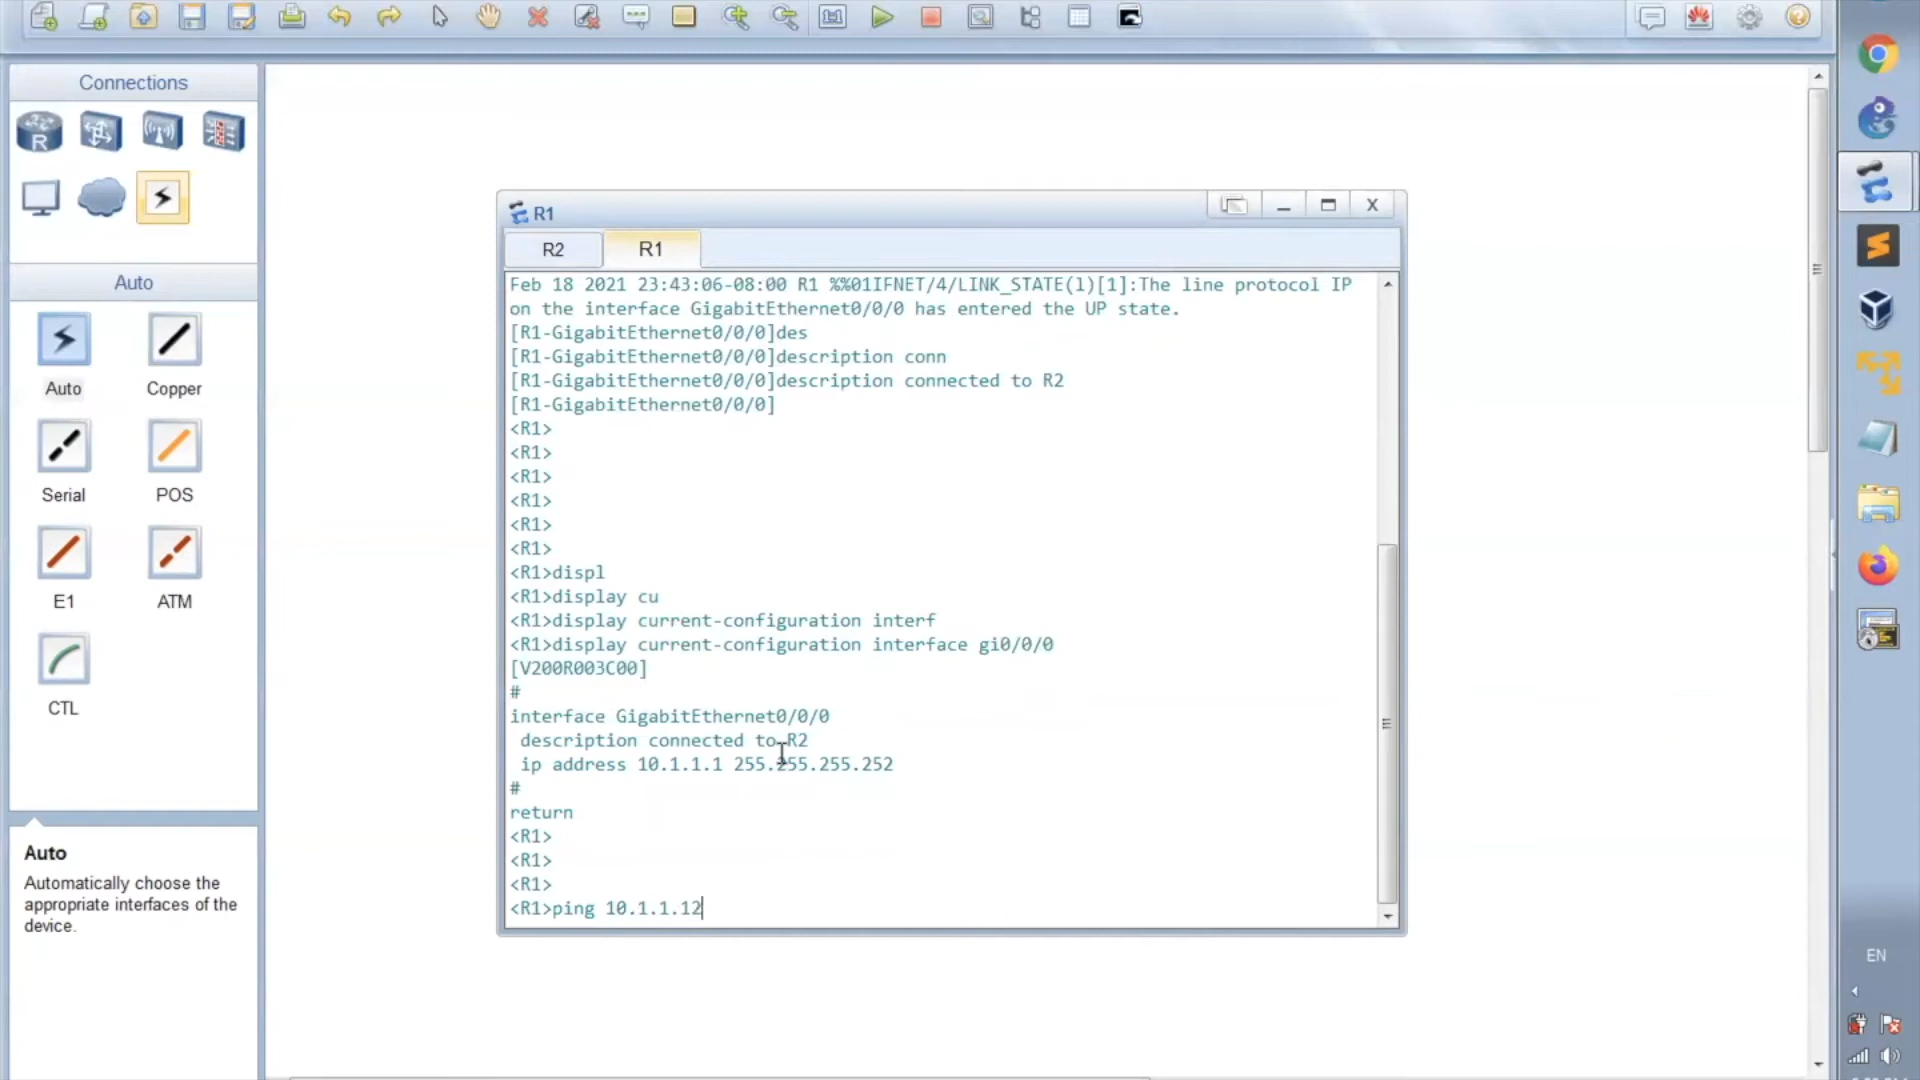 Connections
R
Auto
Auto
Copper
Serial
POS
E1
ATM
CTL
Auto
Automatically choose the
appropriate interfaces of the
device.
R1
R2
R1
Feb 18 2021 23:43:06-08:00 R1 %%01IFNET/4/LINK_STATE(l)[1]:The line protocol IP
on the interface GigabitEthernet0/0/0 has entered the UP state.
[R1-GigabitEthernet0/0/0]des
[R1-GigabitEthernet0/0/0]description conn
[R1-GigabitEthernet0/0/0]description connected to R2
[R1-GigabitEthernet0/0/0]
<R1>
<R1>
<R1>
<R1>
<R1>
<R1>
<R1>displ
<R1>display cu
<R1>display current-configuration interf
<R1>display current-configuration interface gi0/0/0
[V200R003C00]
#
interface GigabitEthernet0/0/0
description connected to R2
ip address 10.1.1.1 255.255.255.252
#
return
<R1>
<R1>
<R1>
<R1>ping 10.1.1.12
EN